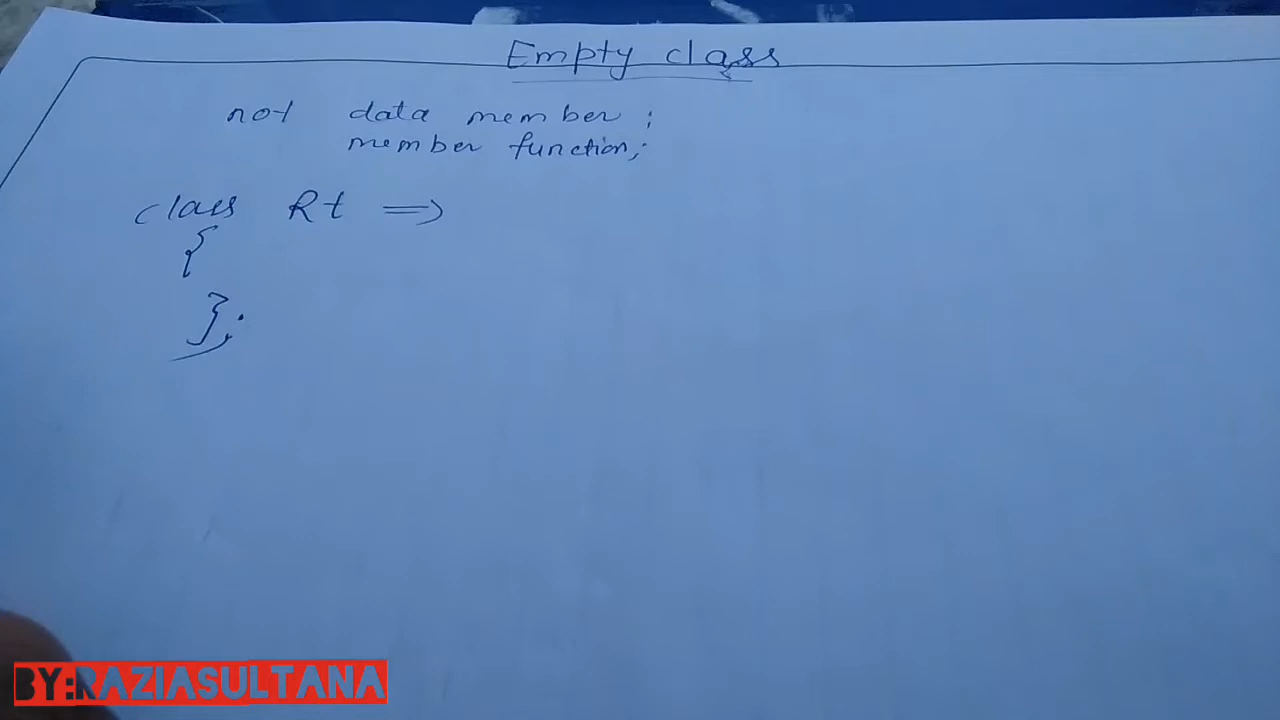 Empty class
not data member;
member function;
class Rt =>
{
};
BY:RAZIASULTANA